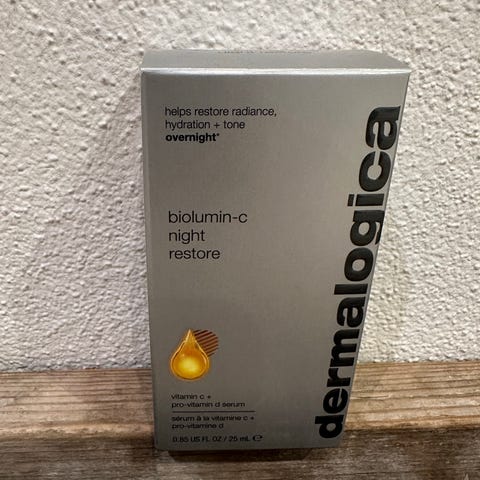 helps restore radiance,
hydration + tone
overnight*
biolumin-c
night
restore
dermalogica
vitamin c +
pro-vitamin d serum
sérum à la vitamine c +
pro-vitamine d
0.85 US FL OZ / 25 mL ℮